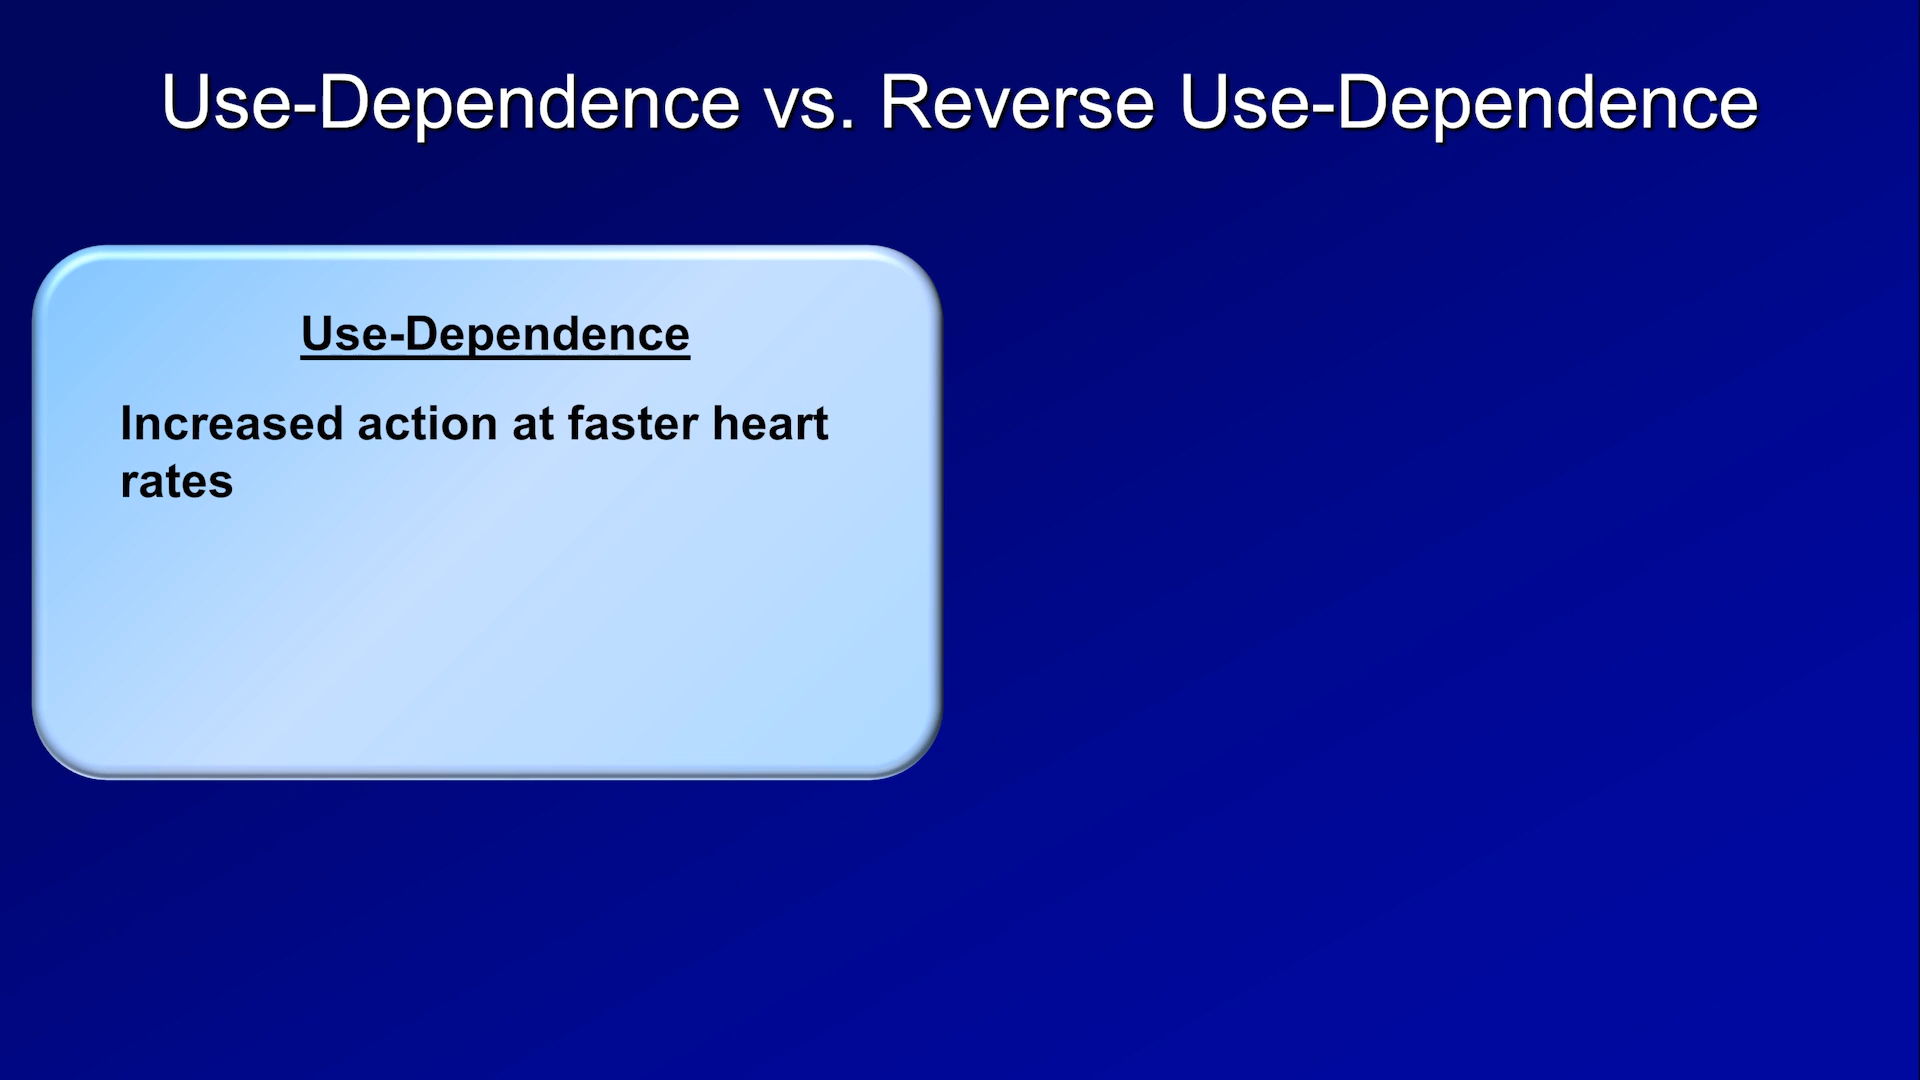 Use-Dependence vs. Reverse Use-Dependence
Use-Dependence
Increased action at faster heart
rates